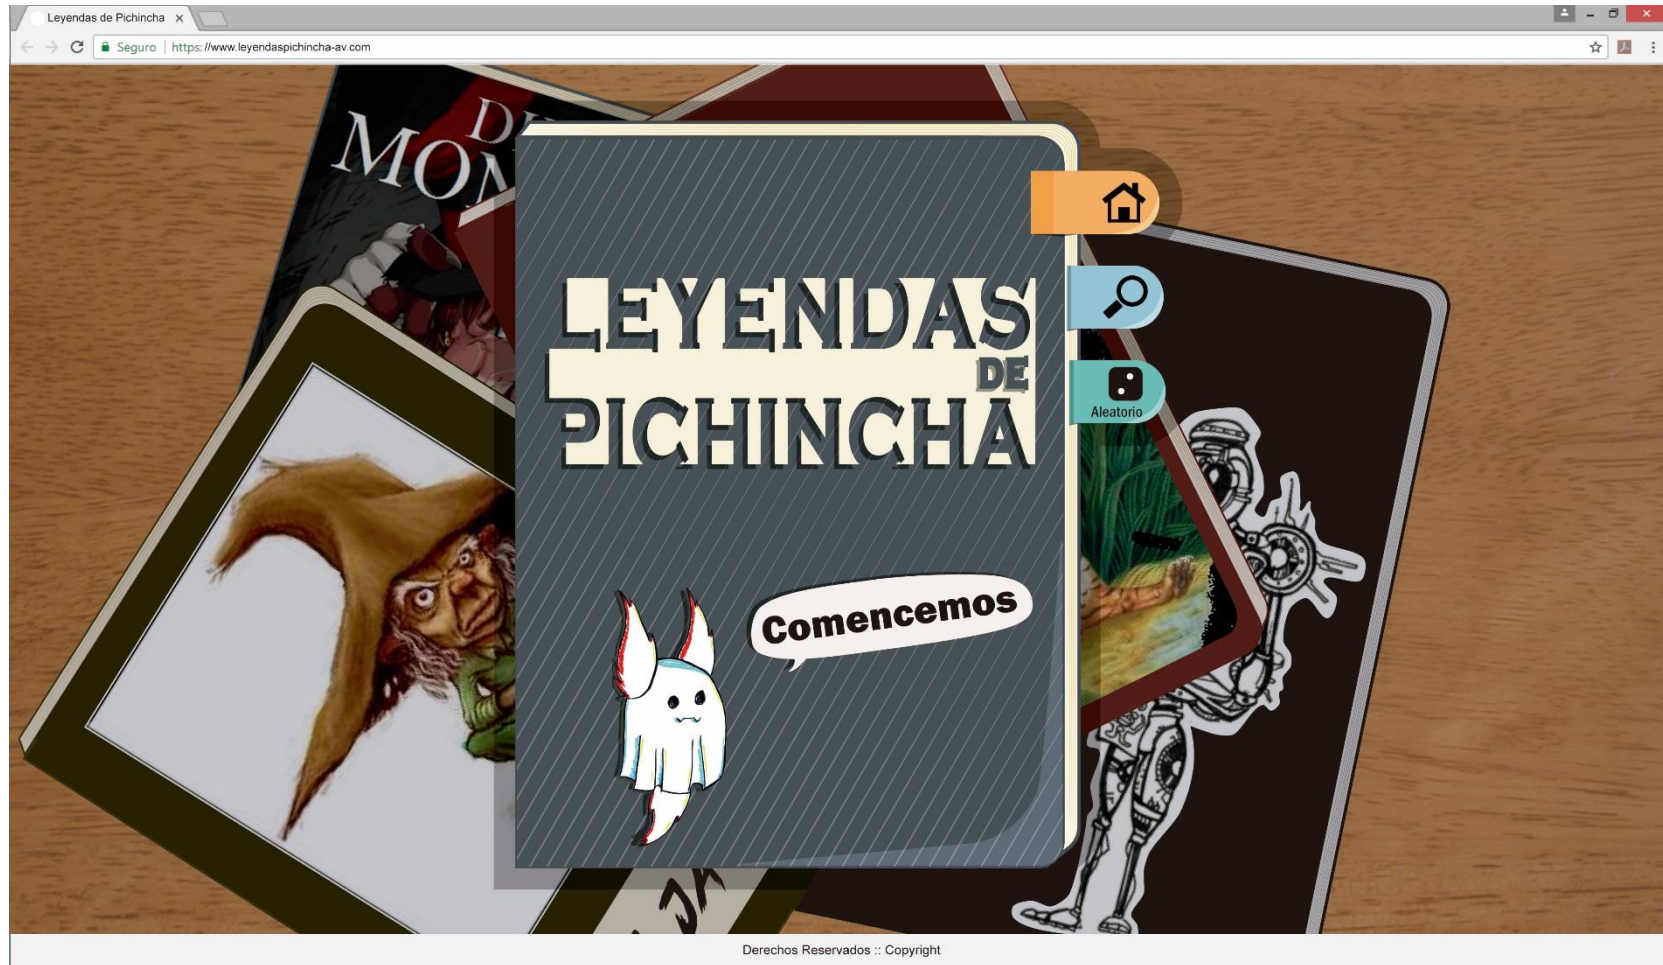 Leyendas de Pichincha
Seguro
https://www.leyendaspichincha-av.com
LEYENDAS
DE
PICHINCHA
Aleatorio
Comencemos
Derechos Reservados :: Copyright